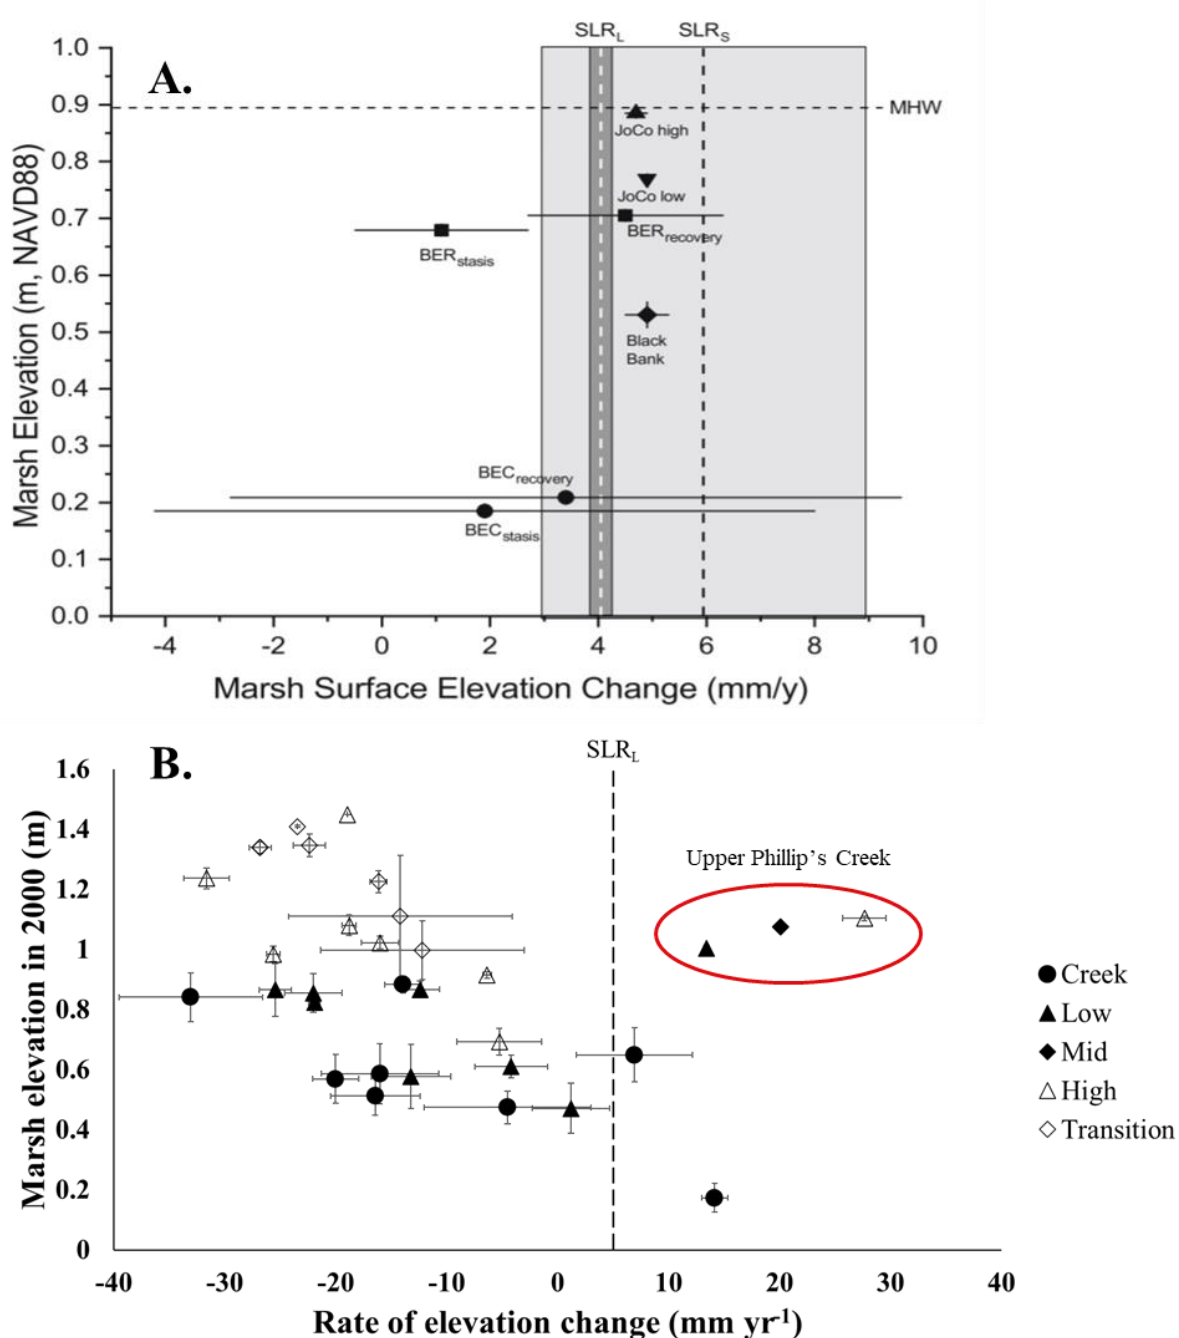 SLRL SLRS
A.
1.0
0.9
0.8
0.7
0.6
0.5
0.4
0.3
0.2
0.1
0.0
Marsh Elevation (m, NAVD88)
MHW
JoCo high
JoCo low
BERrecovery
BERstasis
Black
Bank
BECrecovery
BECstasis
-4 -2 0 2 4 6 8 10
Marsh Surface Elevation Change (mm/y)
B.
SLRL
1.6
1.4
1.2
1
0.8
0.6
0.4
0.2
0
Marsh elevation in 2000 (m)
Upper Phillip's Creek
Creek
Low
Mid
High
Transition
-40 -30 -20 -10 0 10 20 30 40
Rate of elevation change (mm yr-1)